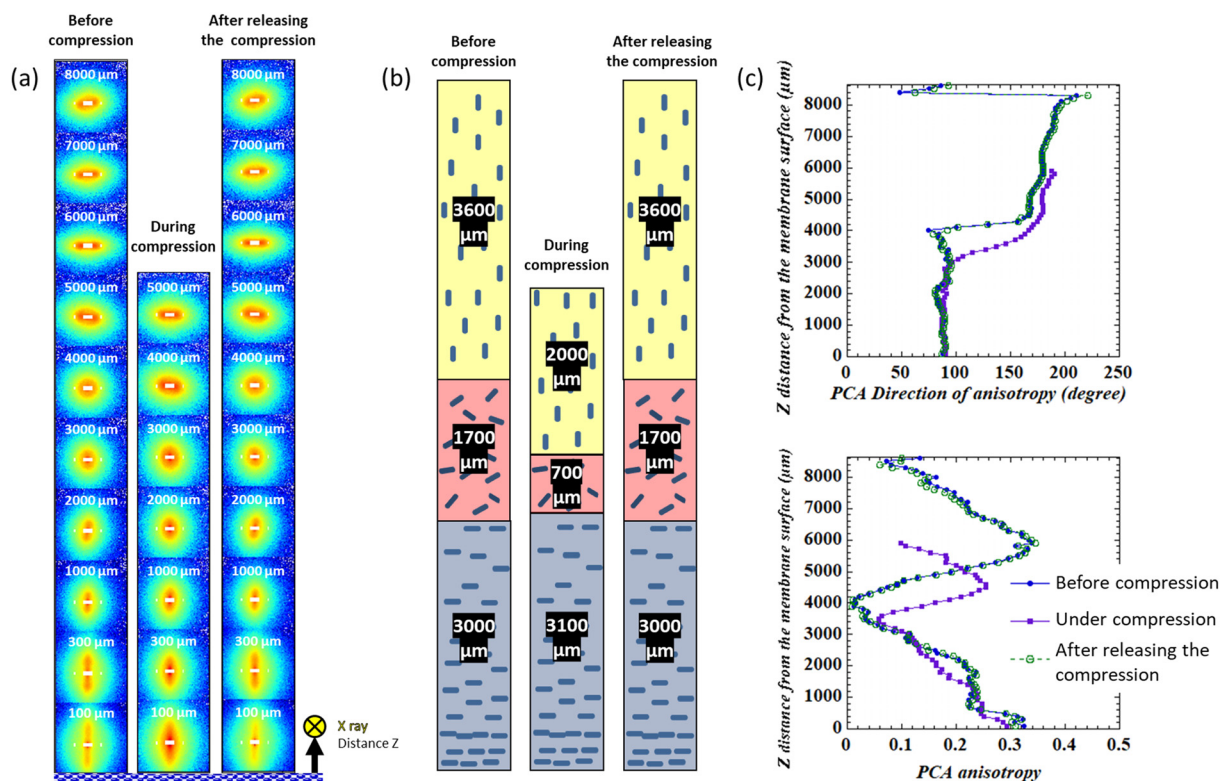 (a)
Before
compression
After releasing
the compression
8000 µm
7000 µm
6000 µm
5000 µm
4000 µm
3000 µm
2000 µm
1000 µm
300 µm
100 µm
During
compression
5000 µm
4000 µm
3000 µm
2000 µm
1000 µm
300 µm
100 µm
8000 µm
7000 µm
6000 µm
5000 µm
4000 µm
3000 µm
2000 µm
1000 µm
300 µm
100 µm
X ray
Distance Z
(b)
Before
compression
During
compression
After releasing
the compression
3600
µm
1700
µm
3000
µm
2000
µm
700
µm
3100
µm
3600
µm
1700
µm
3000
µm
(c)
Z distance from the membrane surface (µm)
8000
7000
6000
5000
4000
3000
2000
1000
0
0 50 100 150 200 250
PCA Direction of anisotropy (degree)
Z distance from the membrane surface (µm)
8000
7000
6000
5000
4000
3000
2000
1000
0
0 0.1 0.2 0.3 0.4 0.5
PCA anisotropy
Before compression
Under compression
After releasing the
compression